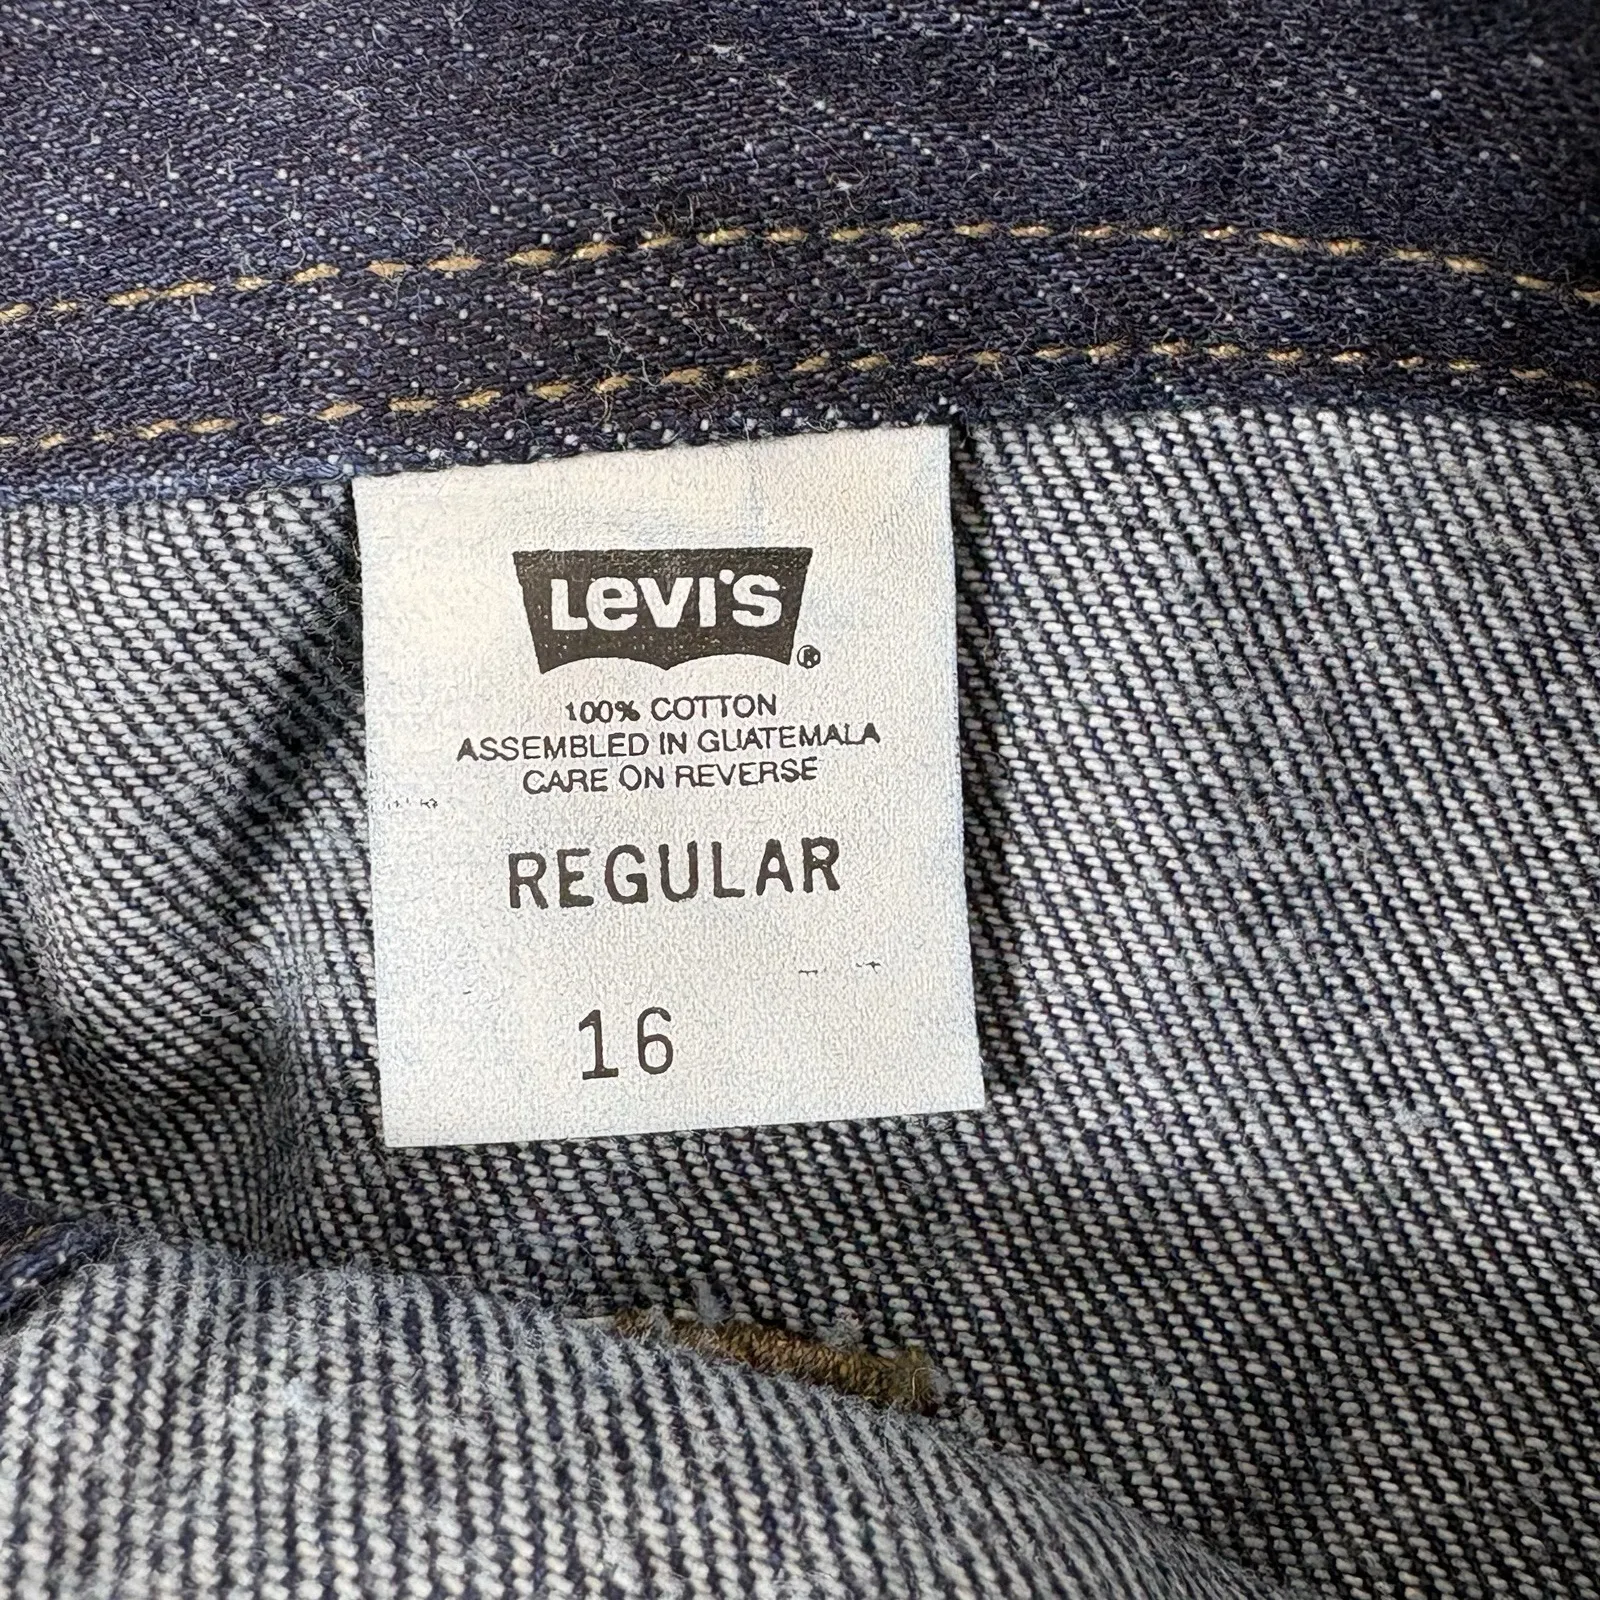 Levi's ®
100% COTTON
ASSEMBLED IN GUATEMALA
CARE ON REVERSE
REGULAR
16